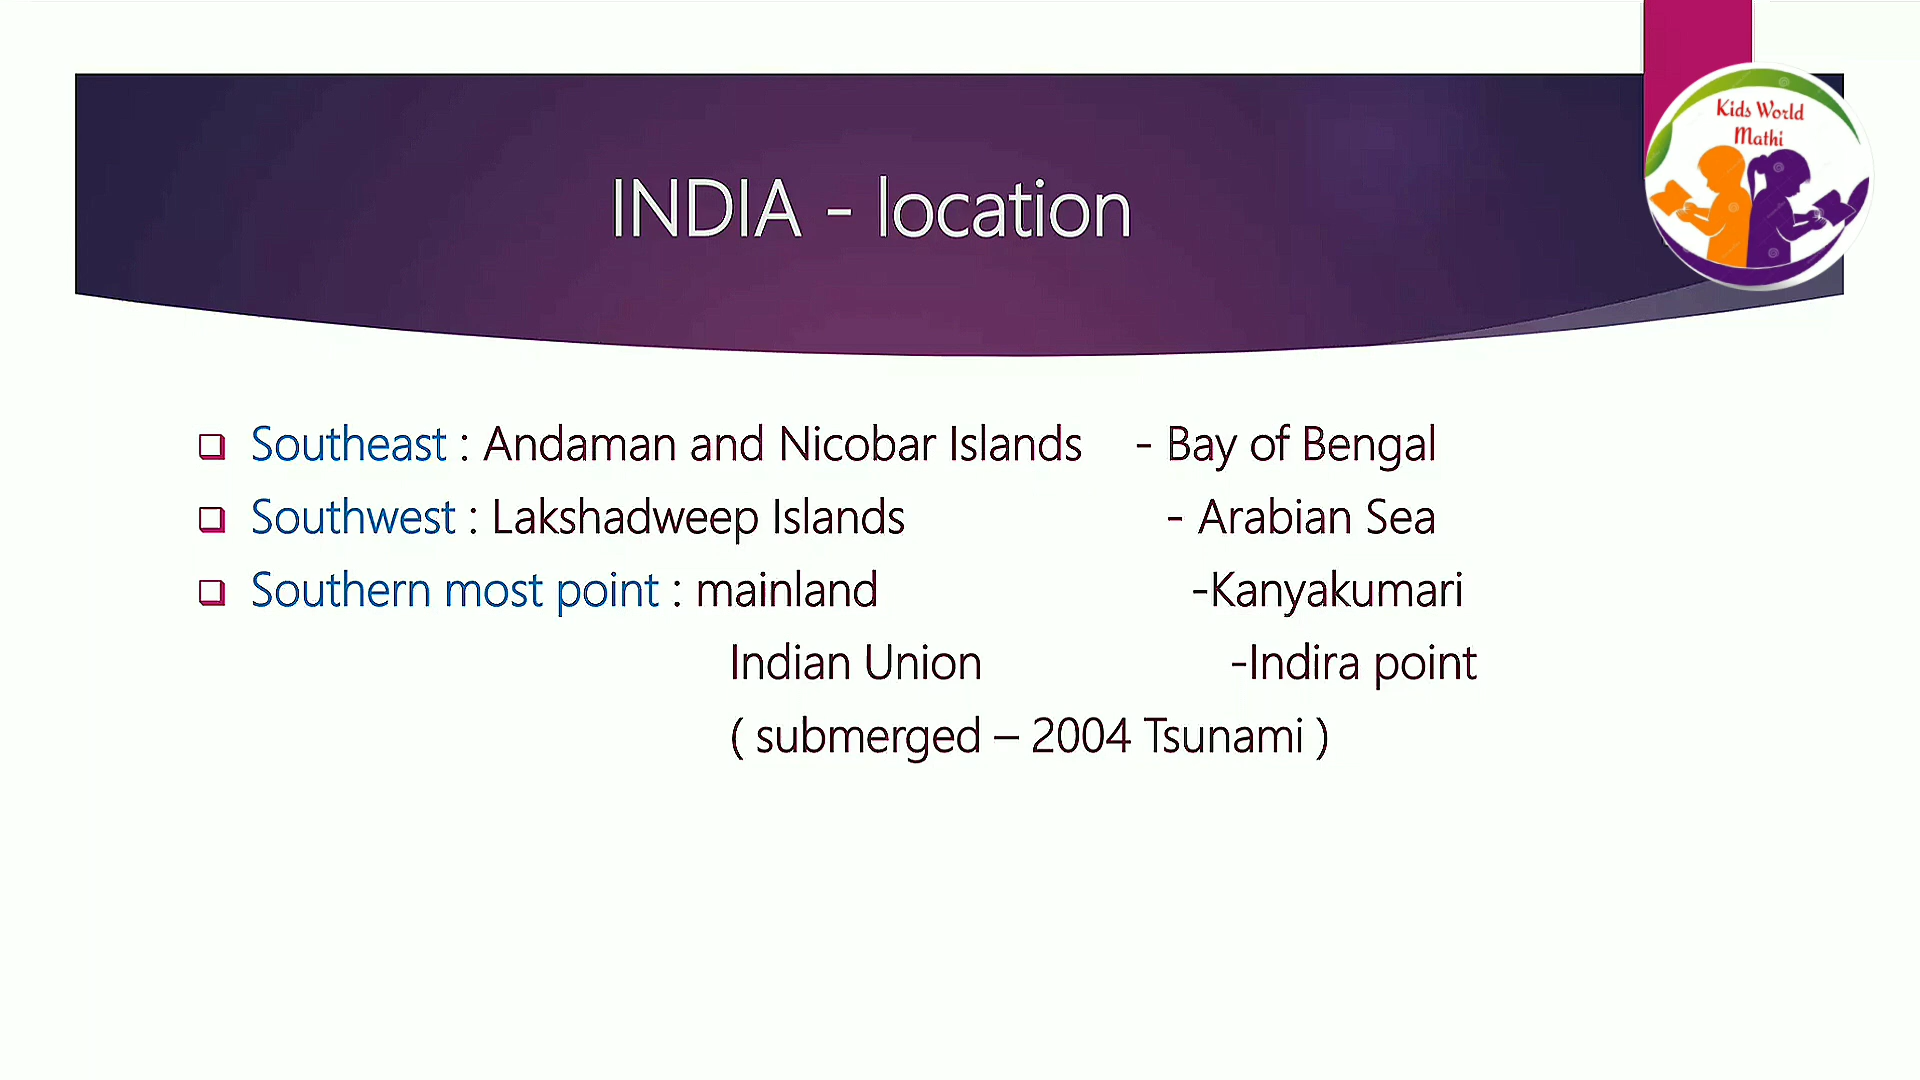 Kids World
Mathi
INDIA - location
Southeast : Andaman and Nicobar Islands - Bay of Bengal
Southwest : Lakshadweep Islands - Arabian Sea
Southern most point : mainland -Kanyakumari
Indian Union -Indira point
( submerged – 2004 Tsunami )